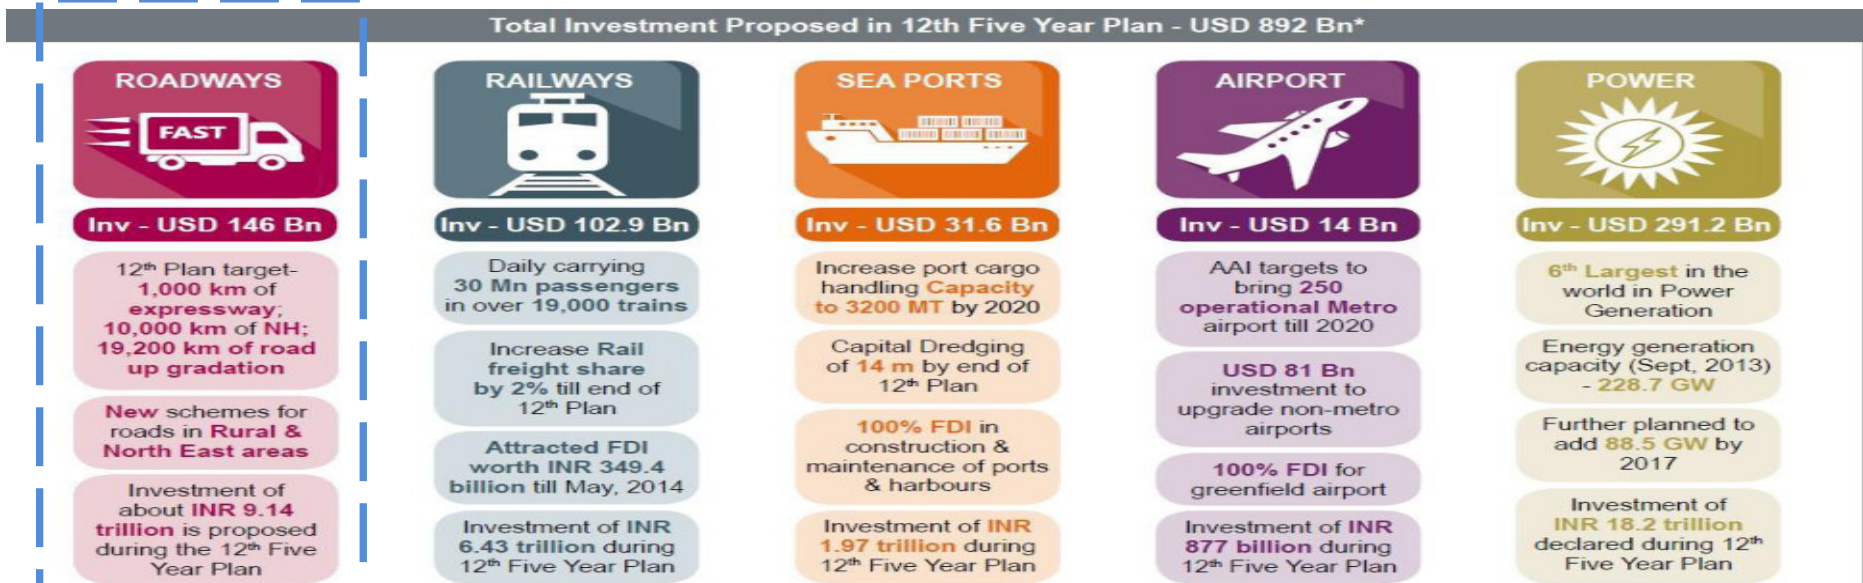 Total Investment Proposed in 12th Five Year Plan - USD 892 Bn*
ROADWAYS
FAST
Inv - USD 146 Bn
12th Plan target-
1,000 km of
expressway;
10,000 km of NH;
19,200 km of road
up gradation
New schemes for
roads in Rural &
North East areas
Investment of
about INR 9.14
trillion is proposed
during the 12th Five
Year Plan
RAILWAYS
Inv - USD 102.9 Bn
Daily carrying
30 Mn passengers
in over 19,000 trains
Increase Rail
freight share
by 2% till end of
12th Plan
Attracted FDI
worth INR 349.4
billion till May, 2014
Investment of INR
6.43 trillion during
12th Five Year Plan
SEA PORTS
Inv - USD 31.6 Bn
Increase port cargo
handling Capacity
to 3200 MT by 2020
Capital Dredging
of 14 m by end of
12th Plan
100% FDI in
construction &
maintenance of ports
& harbours
Investment of INR
1.97 trillion during
12th Five Year Plan
AIRPORT
Inv - USD 14 Bn
AAI targets to
bring 250
operational Metro
airport till 2020
USD 81 Bn
investment to
upgrade non-metro
airports
100% FDI for
greenfield airport
Investment of INR
877 billion during
12th Five Year Plan
POWER
Inv - USD 291.2 Bn
6th Largest in the
world in Power
Generation
Energy generation
capacity (Sept, 2013)
- 228.7 GW
Further planned to
add 88.5 GW by
2017
Investment of
INR 18.2 trillion
declared during 12th
Five Year Plan